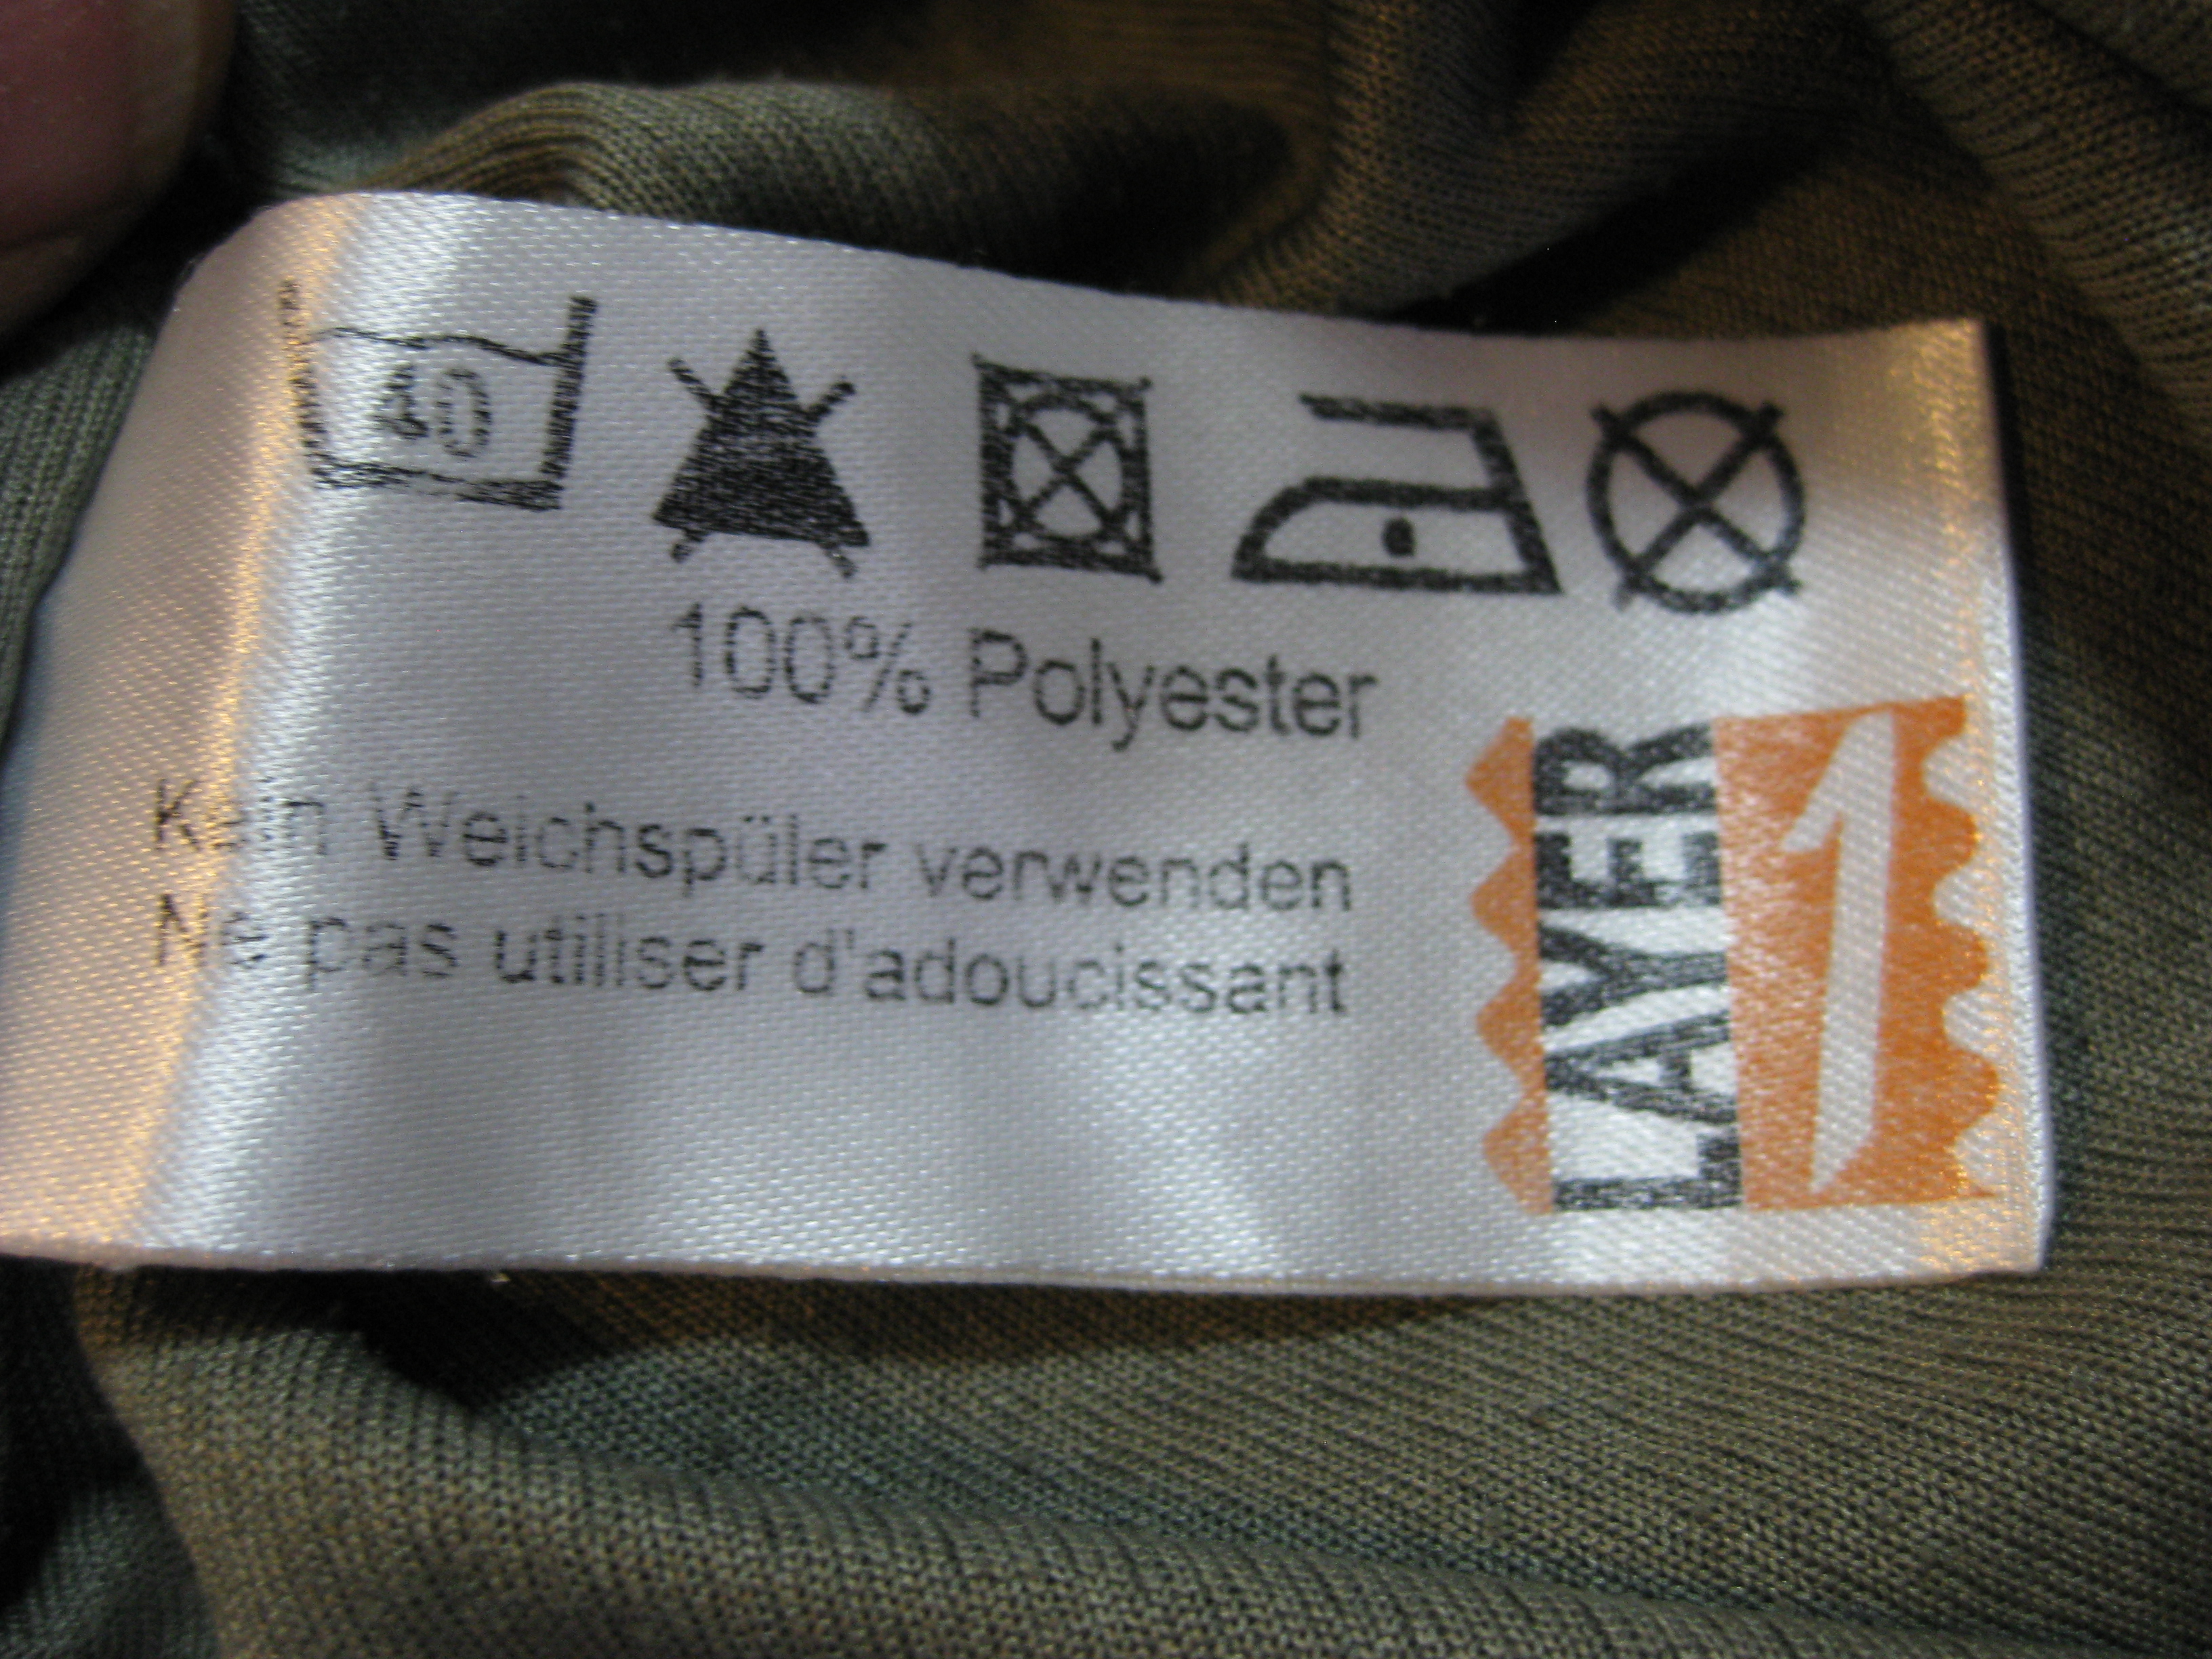 40
100% Polyester
Kein Weichspüler verwenden
Ne pas utiliser d'adoucissant
LAYER 1